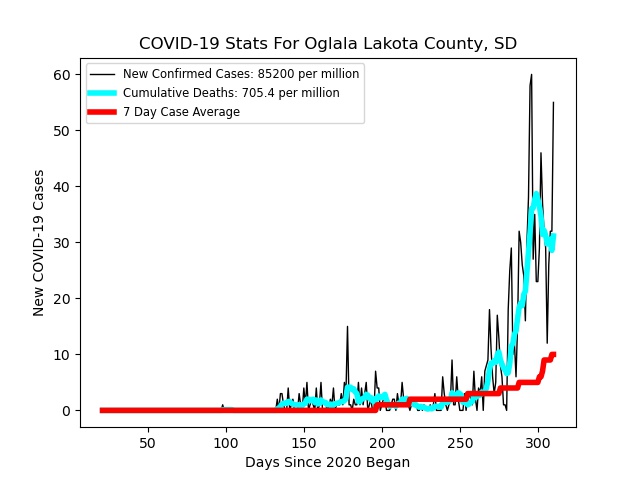 COVID-19 Stats For Oglala Lakota County, SD
New Confirmed Cases: 85200 per million
Cumulative Deaths: 705.4 per million
7 Day Case Average
New COVID-19 Cases
60
50
40
30
20
10
0
50 100 150 200 250 300
Days Since 2020 Began